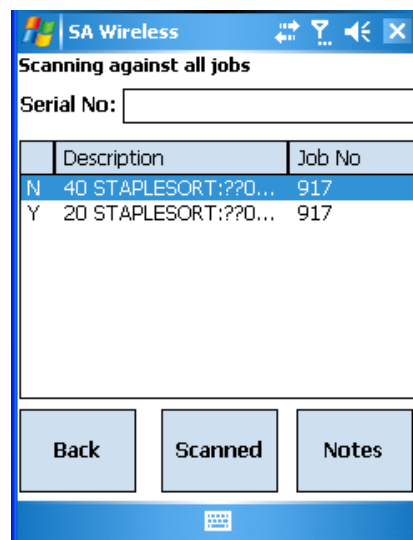 SA Wireless
Scanning against all jobs
Serial No:
Description Job No
N 40 STAPLESORT:??0... 917
Y 20 STAPLESORT:??0... 917
Back Scanned Notes